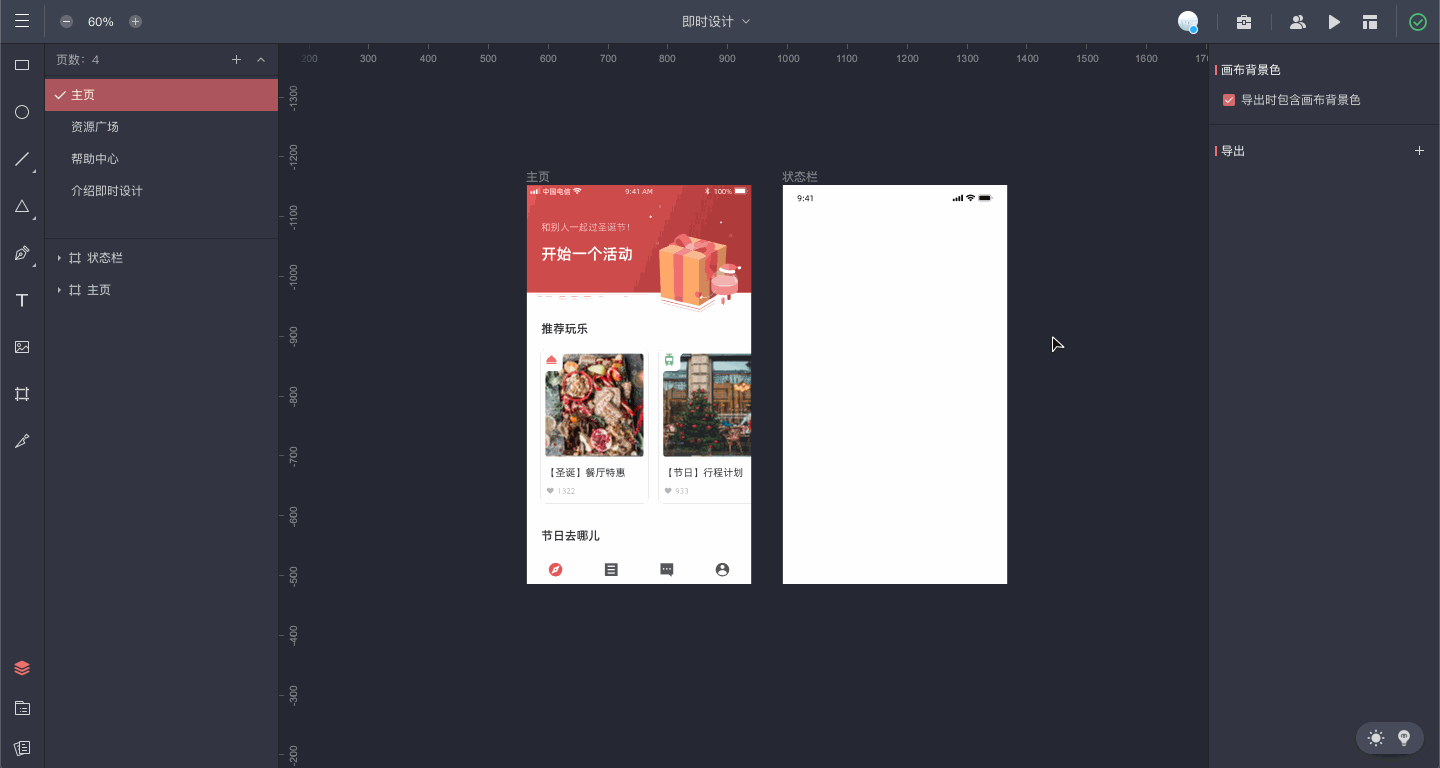 60%
即时设计
页数：4
主页
资源广场
帮助中心
介绍即时设计
状态栏
主页
200 300 400 500 600 700 800 900 1000 1100 1200 1300 1400 1500 1600
-1300
-1200
-1100
-1000
-900
-800
-700
-600
-500
-400
-300
-200
主页
中国电信 9:41 AM 100%
和别人一起过圣诞节！
开始一个活动
推荐玩乐
【圣诞】餐厅特惠
1322
【节日】行程计划
933
节日去哪儿
状态栏
9:41
画布背景色
导出时包含画布背景色
导出